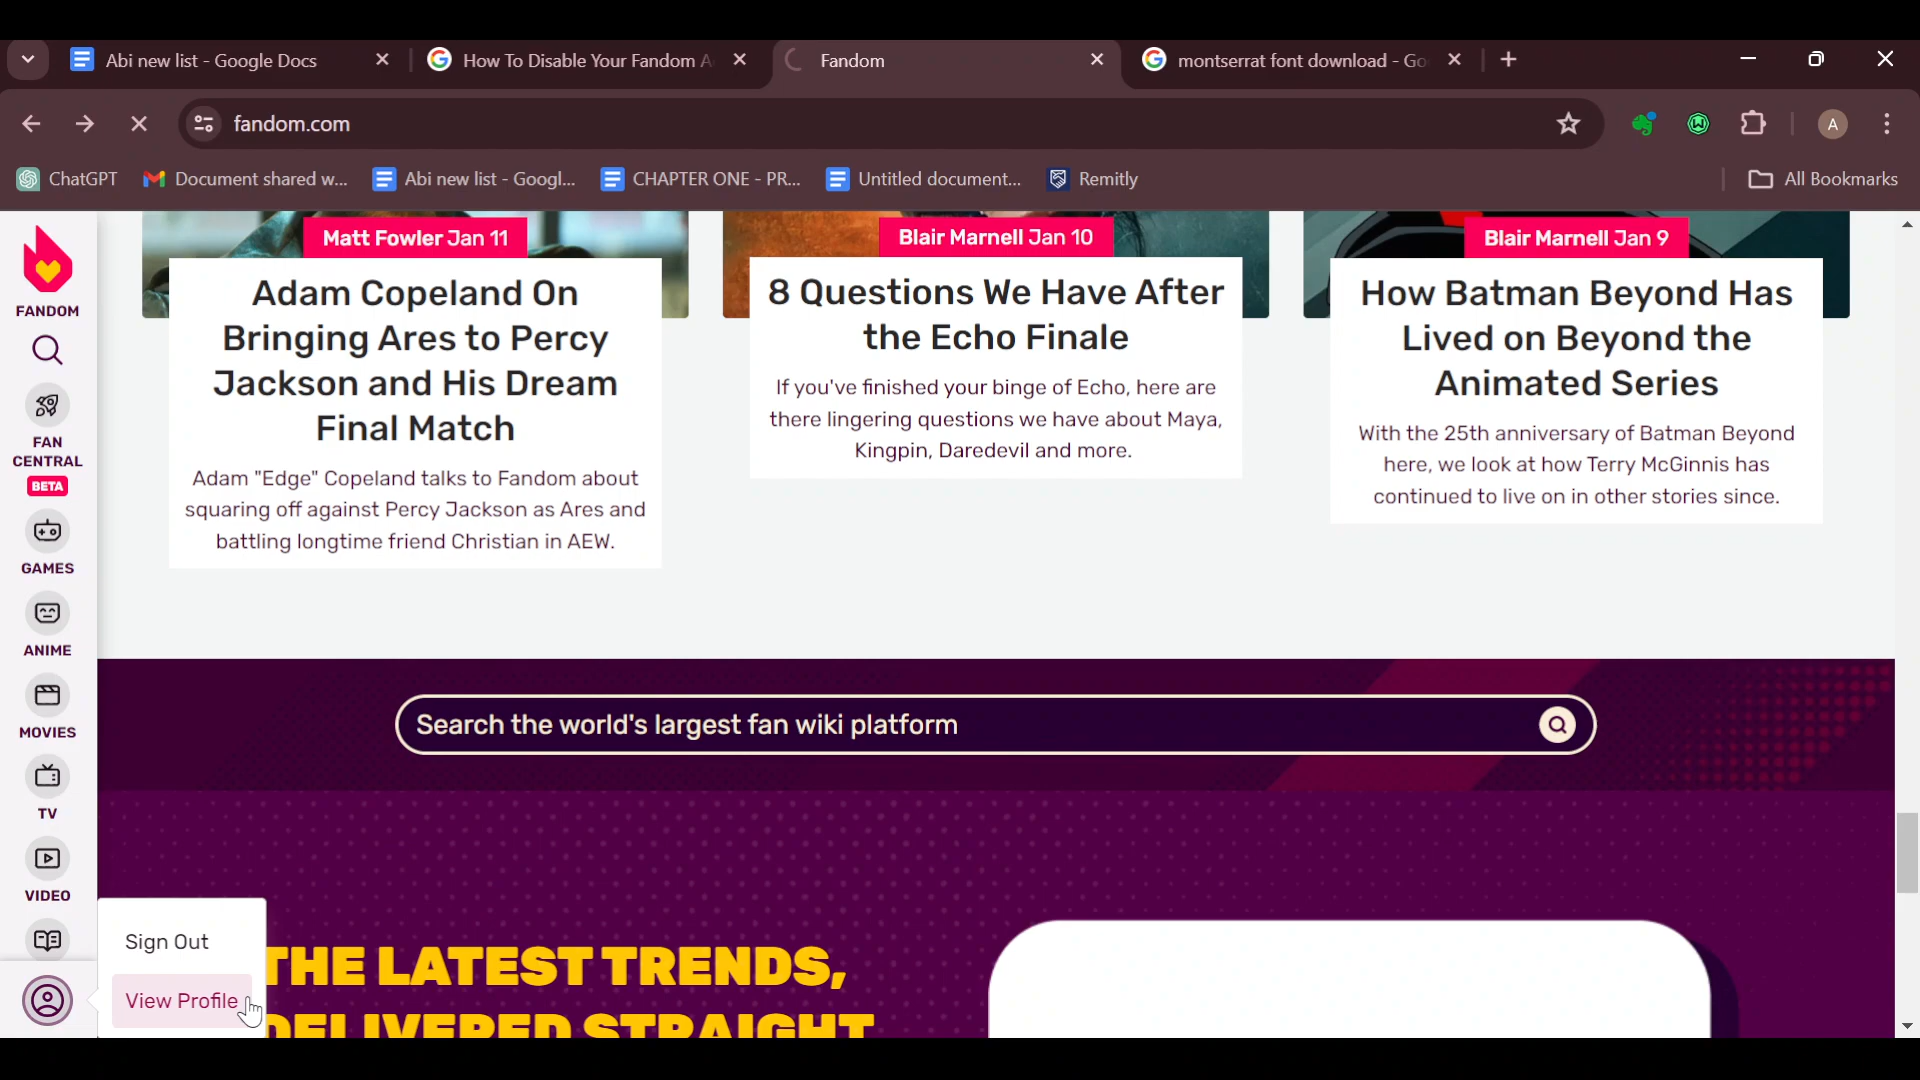 Abi new list - Google Docs
How To Disable Your Fandom A
Fandom
montserrat font download - Go
fandom.com
A
ChatGPT
Document shared w...
Abi new list - Googl...
CHAPTER ONE - PR...
Untitled document...
Remitly
All Bookmarks
FANDOM
FAN
CENTRAL
BETA
GAMES
ANIME
MOVIES
TV
VIDEO
Matt Fowler Jan 11
Adam Copeland On
Bringing Ares to Percy
Jackson and His Dream
Final Match
Adam "Edge" Copeland talks to Fandom about
squaring off against Percy Jackson as Ares and
battling longtime friend Christian in AEW.
Blair Marnell Jan 10
8 Questions We Have After
the Echo Finale
If you've finished your binge of Echo, here are
there lingering questions we have about Maya,
Kingpin, Daredevil and more.
Blair Marnell Jan 9
How Batman Beyond Has
Lived on Beyond the
Animated Series
With the 25th anniversary of Batman Beyond
here, we look at how Terry McGinnis has
continued to live on in other stories since.
Search the world's largest fan wiki platform
Sign Out
View Profile
THE LATEST TRENDS,
DELIVERED STRAIGHT